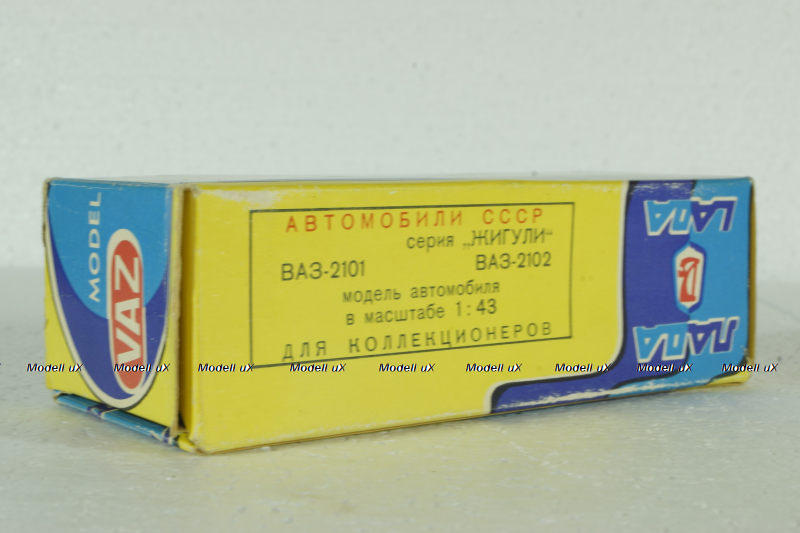 MODEL
VAZ
АВТОМОБИЛИ СССР
серия „ЖИГУЛИ“
ВАЗ-2101 ВАЗ-2102
модель автомобиля
в масштабе 1:43
ДЛЯ КОЛЛЕКЦИОНЕРОВ
LADA
ЛАДА
Modell uX Modell uX Modell uX Modell uX Modell uX Modell uX Modell uX Modell uX Modell uX